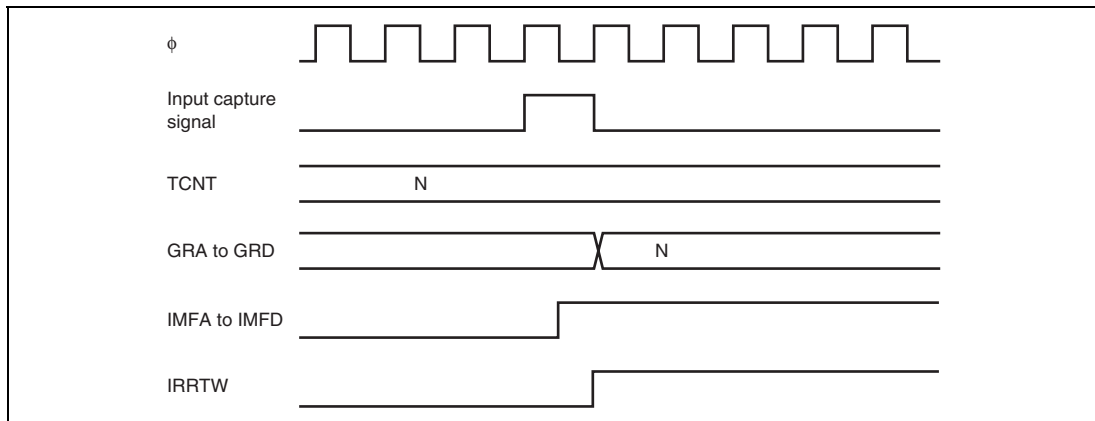 ϕ
Input capture
signal
TCNT
N
GRA to GRD
N
IMFA to IMFD
IRRTW